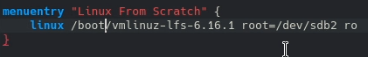 menuentry "Linux From Scratch" {
linux /boot/vmlinuz-lfs-6.16.1 root=/dev/sdb2 ro
}